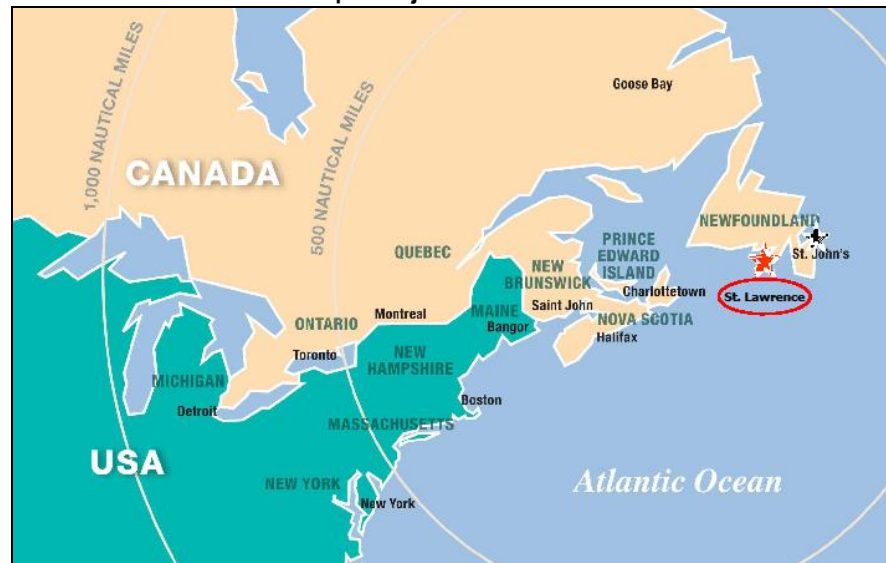 Goose Bay
1,000 NAUTICAL MILES
500 NAUTICAL MILES
CANADA
NEWFOUNDLAND
St. John's
QUEBEC
PRINCE
EDWARD
ISLAND
NEW
BRUNSWICK
Charlottetown
St. Lawrence
Saint John
MAINE
Bangor
NOVA SCOTIA
Halifax
Montreal
ONTARIO
Toronto
NEW
HAMPSHIRE
MICHIGAN
Detroit
Boston
MASSACHUSETTS
USA
NEW YORK
New York
Atlantic Ocean